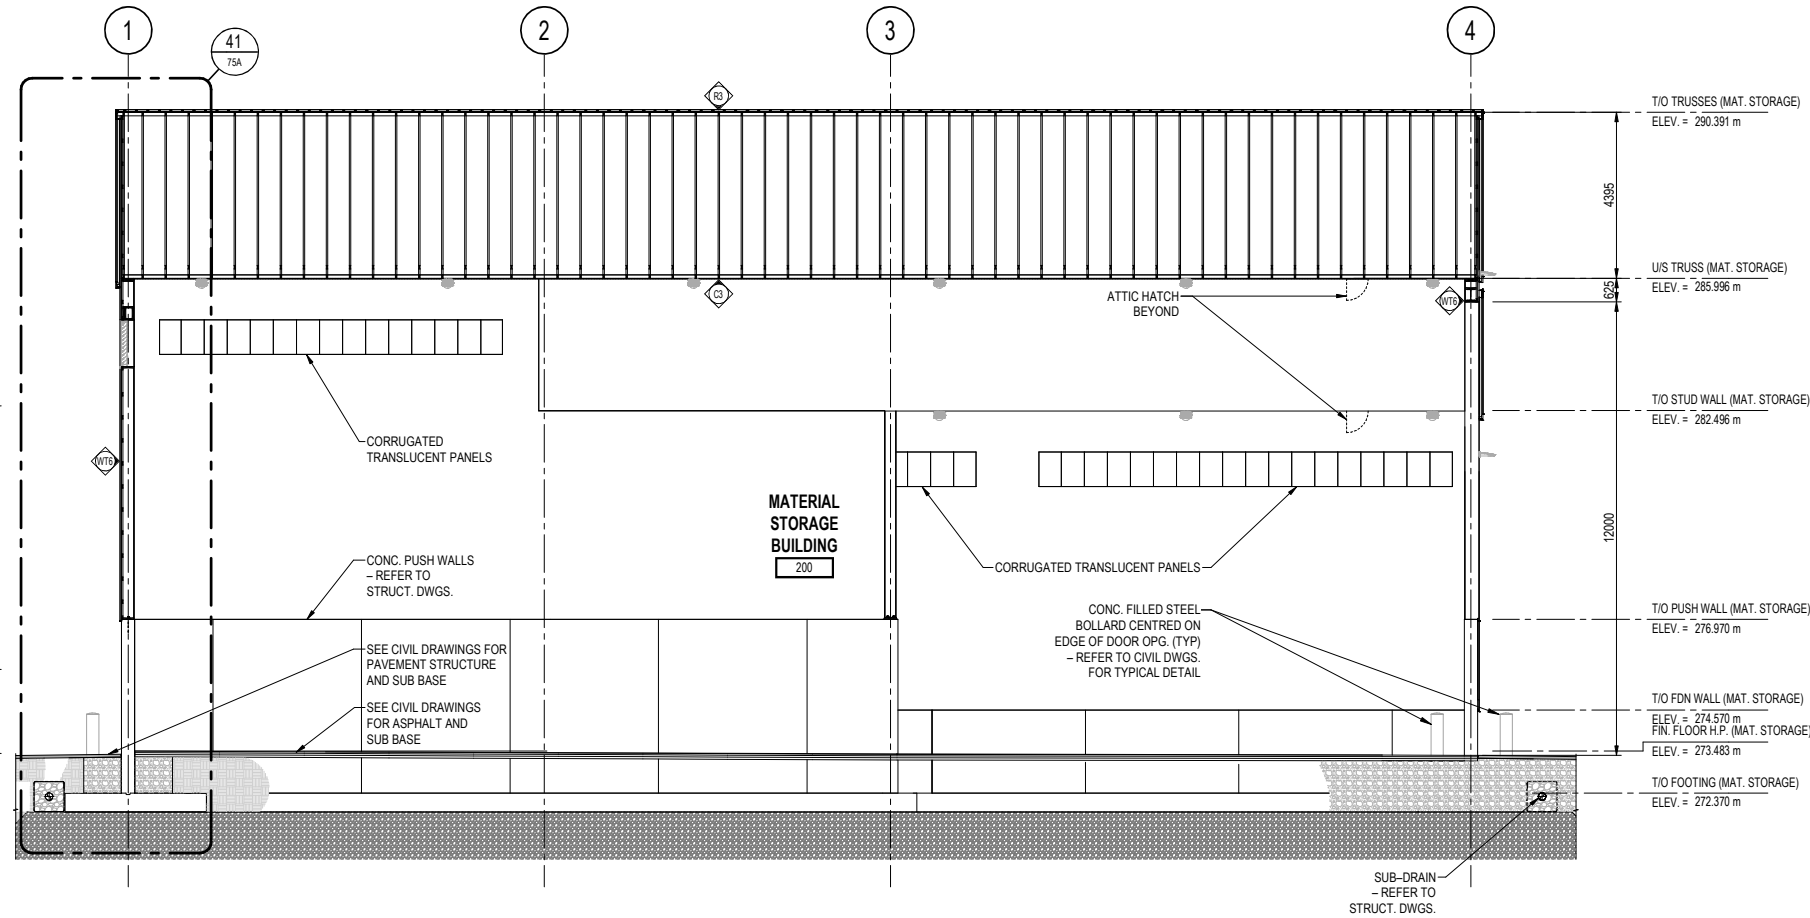 1
2
3
4
41
75A
R3
T/O TRUSSES (MAT. STORAGE)
ELEV. = 290.391 m
4395
U/S TRUSS (MAT. STORAGE)
ELEV. = 285.996 m
625
C3
WT6
ATTIC HATCH
BEYOND
T/O STUD WALL (MAT. STORAGE)
ELEV. = 282.496 m
CORRUGATED
TRANSLUCENT PANELS
WT6
MATERIAL
STORAGE
BUILDING
200
12000
CONC. PUSH WALLS
– REFER TO
STRUCT. DWGS.
CORRUGATED TRANSLUCENT PANELS
CONC. FILLED STEEL
BOLLARD CENTRED ON
EDGE OF DOOR OPG. (TYP)
– REFER TO CIVIL DWGS.
FOR TYPICAL DETAIL
T/O PUSH WALL (MAT. STORAGE)
ELEV. = 276.970 m
SEE CIVIL DRAWINGS FOR
PAVEMENT STRUCTURE
AND SUB BASE
SEE CIVIL DRAWINGS
FOR ASPHALT AND
SUB BASE
T/O FDN WALL (MAT. STORAGE)
ELEV. = 274.570 m
FIN. FLOOR H.P. (MAT. STORAGE)
ELEV. = 273.483 m
T/O FOOTING (MAT. STORAGE)
ELEV. = 272.370 m
SUB–DRAIN
– REFER TO
STRUCT. DWGS.